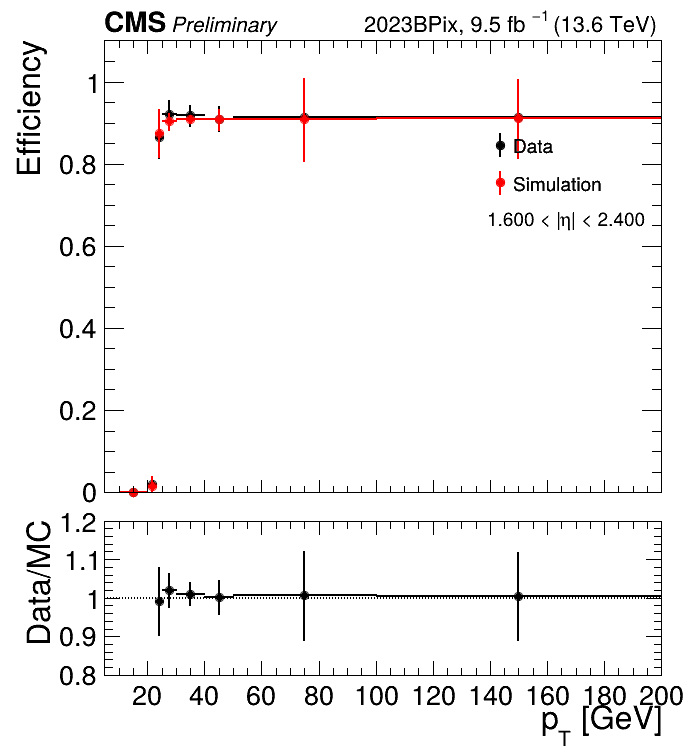 CMS Preliminary 2023BPix, 9.5 fb ⁻¹ (13.6 TeV)
Efficiency
1
0.8
0.6
0.4
0.2
0
Data
Simulation
1.600 < |η| < 2.400
Data/MC
1.2
1.1
1
0.9
0.8
20 40 60 80 100 120 140 160 180 200
p_T [GeV]